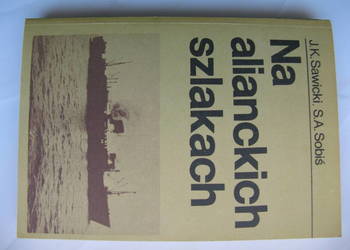 J.K.Sawicki, S.A.Sobiś
Na
alianckich
szlakach